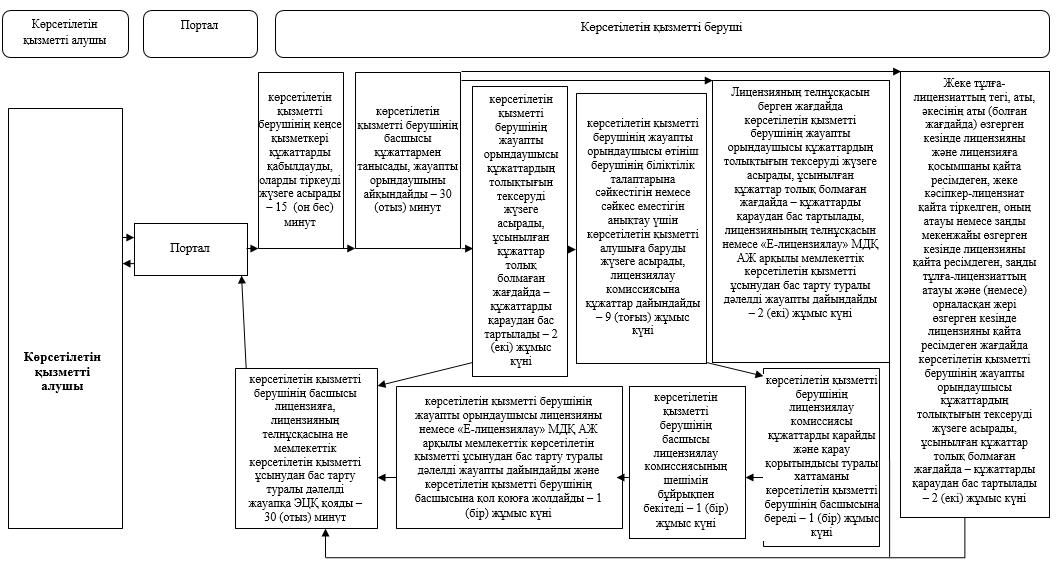 Көрсетілетін
қызметті алушы
Портал
Көрсетілетін қызметті беруші
Көрсетілетін
қызметті
алушы
Портал
көрсетілетін
қызметті
берушінің кеңсе
қызметкері
құжаттарды
қабылдауды,
оларды тіркеуді
жүзеге асырады
– 15 (он бес)
минут
көрсетілетін
қызметті берушінің
басшысы
құжаттармен
танысады, жауапты
орындаушыны
айқындайды – 30
(отыз) минут
көрсетілетін
қызметті
берушінің
жауапты
орындаушысы
құжаттардың
толықтығын
тексеруді
жүзеге
асырады,
ұсынылған
құжаттар
толық
болмаған
жағдайда –
құжаттарды
қараудан бас
тартылады – 2
(екі) жұмыс
күні
көрсетілетін қызметті
берушінің жауапты
орындаушысы өтініш
берушінің біліктілік
талаптарына
сәйкестігін немесе
сәйкес еместігін
анықтау үшін
көрсетілетін қызметті
алушыға баруды
жүзеге асырады,
лицензиялау
комиссиясына
құжаттар дайындайды
– 9 (тоғыз) жұмыс
күні
Лицензияның телнұсқасын
берген жағдайда
көрсетілетін қызметті
берушінің жауапты
орындаушысы құжаттардың
толықтығын тексеруді жүзеге
асырады, ұсынылған
құжаттар толық болмаған
жағдайда – құжаттарды
қараудан бас тартылады,
лицензиянының телнұсқасын
немесе «Е-лицензиялау» МДҚ
АЖ арқылы мемлекеттік
көрсетілетін қызметті
ұсынудан бас тарту туралы
дәлелді жауапты дайындайды
– 2 (екі) жұмыс күні
Жеке тұлға-
лицензиаттың тегі, аты,
әкесінің аты (болған
жағдайда) өзгерген
кезінде лицензияны
және лицензияға
қосымшаны қайта
ресімдеген, жеке
кәсіпкер-лицензиат
қайта тіркелген, оның
атауы немесе заңды
мекенжайы өзгерген
кезінде лицензияны
қайта ресімдеген, заңды
тұлға-лицензиаттың
атауы және (немесе)
орналасқан жері
өзгерген кезінде
лицензияны қайта
ресімдеген жағдайда
көрсетілетін қызметті
берушінің жауапты
орындаушысы
құжаттардың
толықтығын тексеруді
жүзеге асырады,
ұсынылған құжаттар
толық болмаған
жағдайда – құжаттарды
қараудан бас тартылады
– 2 (екі) жұмыс күні
көрсетілетін қызметті
берушінің басшысы
лицензияға,
лицензияның
телнұсқасына не
мемлекеттік
көрсетілетін қызметті
ұсынудан бас тарту
туралы дәлелді
жауапқа ЭЦҚ қояды –
30 (отыз) минут
көрсетілетін қызметті берушінің
жауапты орындаушысы лицензияны
немесе «Е-лицензиялау» МДҚ АЖ
арқылы мемлекеттік көрсетілетін
қызметті ұсынудан бас тарту туралы
дәлелді жауапты дайындайды және
көрсетілетін қызметті берушінің
басшысына қол қоюға жолдайды – 1
(бір) жұмыс күні
көрсетілетін
қызметті
берушінің
басшысы
лицензиялау
комиссиясының
шешімін
бұйрықпен
бекітеді – 1 (бір)
жұмыс күні
көрсетілетін қызметті
берушінің
лицензиялау
комиссиясы
құжаттарды қарайды
және қарау
қорытындысы туралы
хаттаманы
көрсетілетін қызметті
берушінің басшысына
береді – 1 (бір) жұмыс
күні